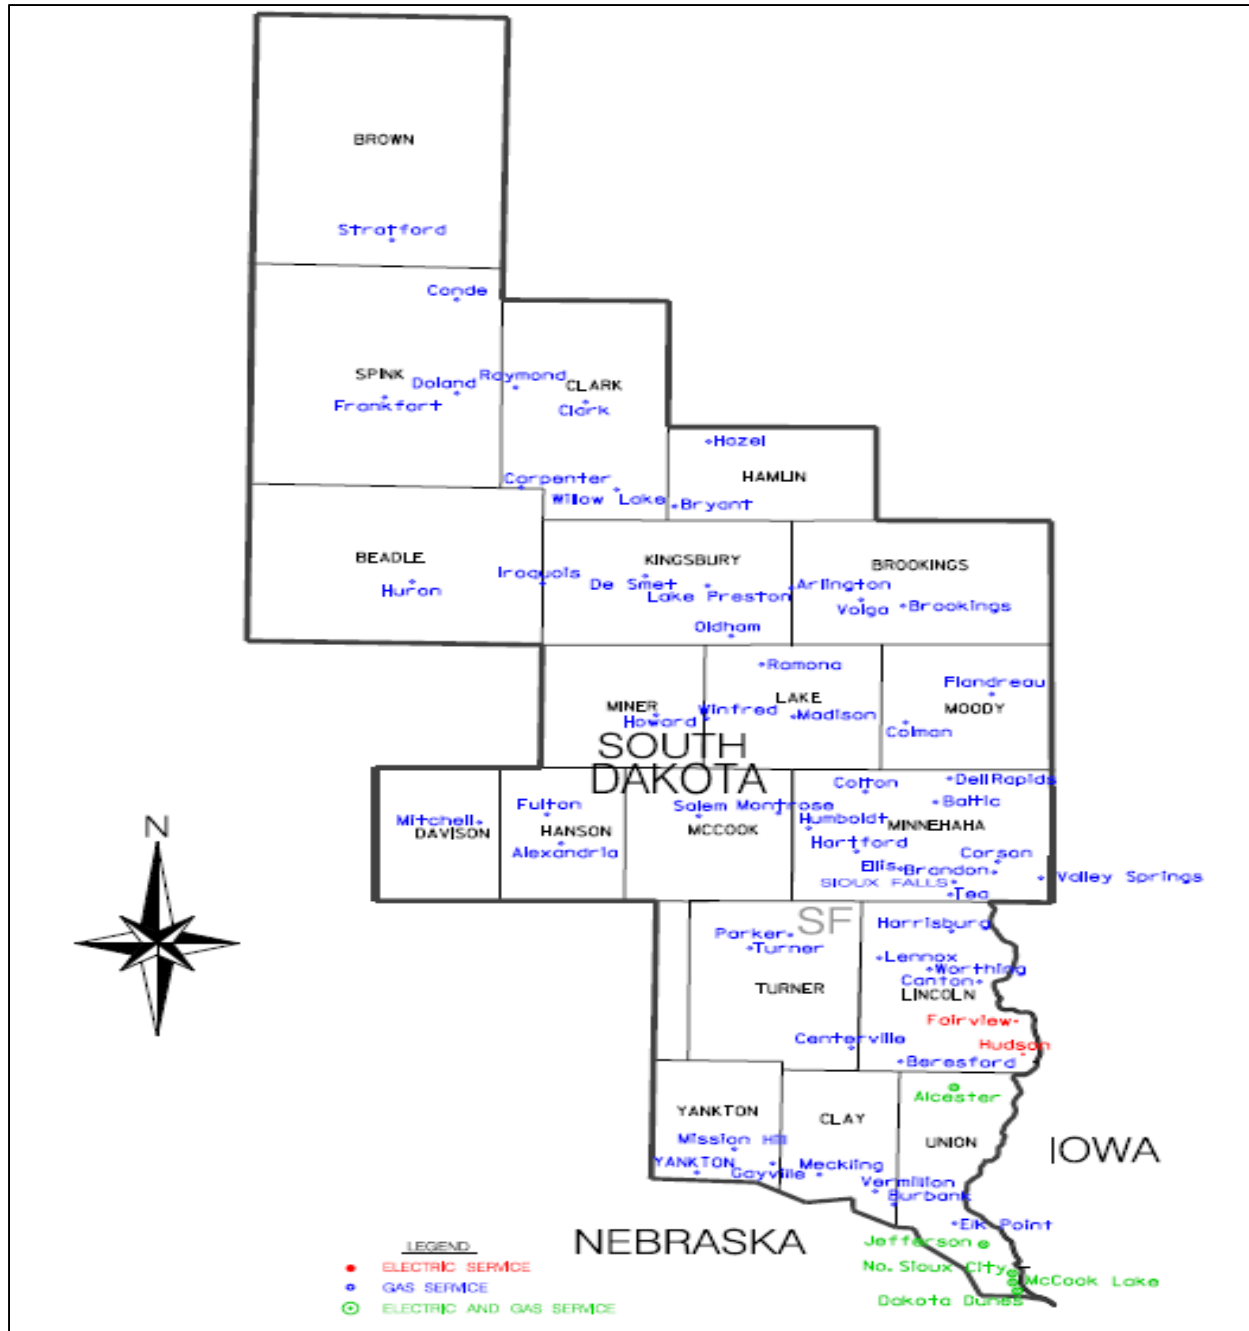 BROWN
Stratford
Conde
SPINK
Doland
Raymond
CLARK
Frankfort
Clark
Hazel
HAMLIN
Carpenter
Willow Lake
Bryant
BEADLE
KINGSBURY
BROOKINGS
Iroquois
De Smet
Arlington
Huron
Lake Preston
Volga
Brookings
Oldham
Ramona
Flandreau
MINER
LAKE
MOODY
Howard
Winfred
Madison
Colman
SOUTH
DAKOTA
Colton
Dell Rapids
Fulton
Salem
Montrose
Baltic
Mitchell
DAVISON
HANSON
MCCOOK
Humboldt
MINNEHAHA
Alexandria
Hartford
Corson
Ellis
Brandon
SIOUX FALLS
Valley Springs
Tea
N
SF
Harrisburg
Parker
Turner
Lennox
Worthing
Canton
TURNER
LINCOLN
Fairview
Centerville
Hudson
Beresford
Alcester
YANKTON
CLAY
UNION
Mission Hill
IOWA
YANKTON
Gayville
Meckling
Vermillion
Burbank
Elk Point
NEBRASKA
Jefferson
No. Sioux City
McCook Lake
Dakota Dunes
LEGEND
ELECTRIC SERVICE
GAS SERVICE
ELECTRIC AND GAS SERVICE